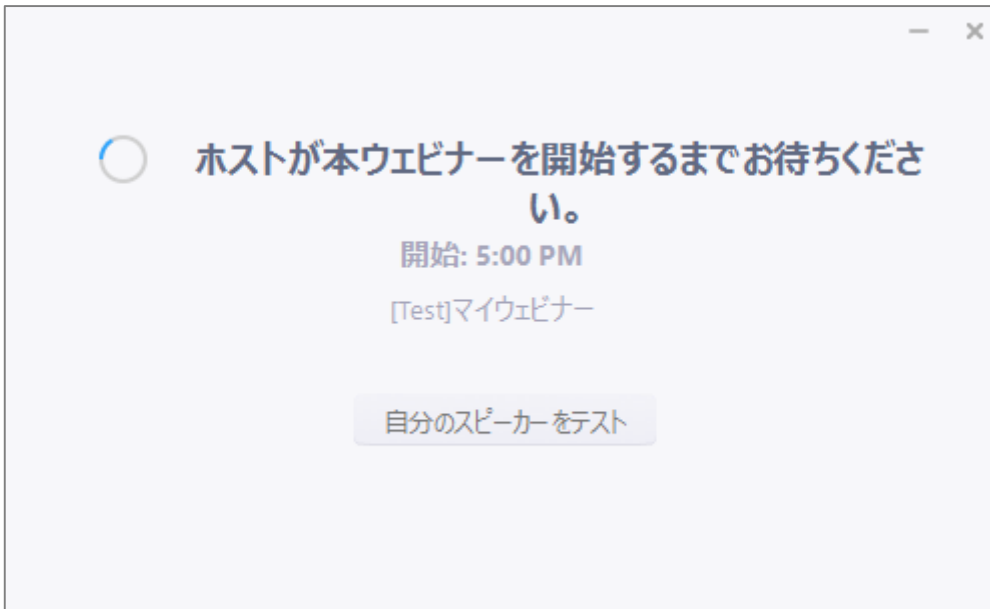 ホストが本ウェビナーを開始するまでお待ちくださ
い。
開始: 5:00 PM
[Test]マイウェビナー
自分のスピーカーをテスト